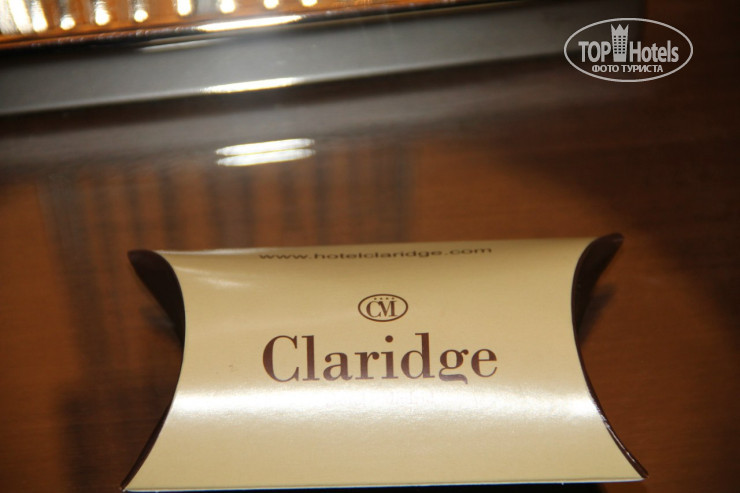 TOP Hotels
ФОТО ТУРИСТА
www.hotelclaridge.com
CM
Claridge